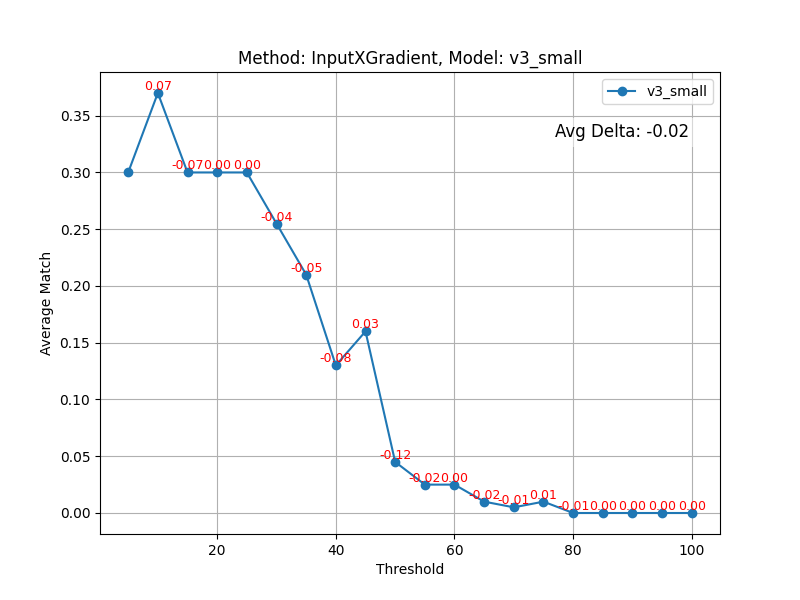 Method: InputXGradient, Model: v3_small
v3_small
Avg Delta: -0.02
0.07
-0.07 0.00 0.00
-0.04
-0.05
-0.08
0.03
-0.12
-0.02 0.00
-0.02
-0.01
0.01
-0.01 0.00 0.00 0.00 0.00
0.35
0.30
0.25
0.20
0.15
0.10
0.05
0.00
Average Match
20 40 60 80 100
Threshold